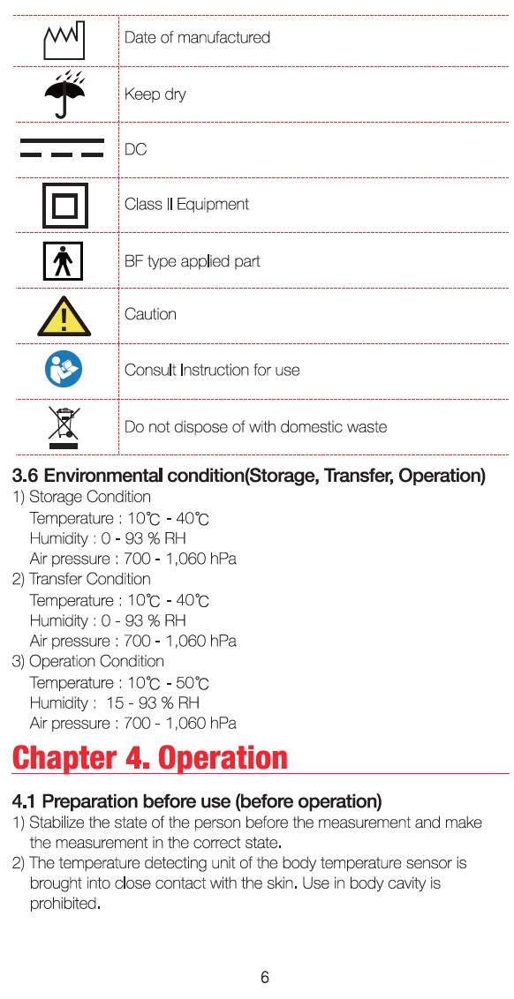 Date of manufactured
Keep dry
DC
Class II Equipment
BF type applied part
Caution
Consult Instruction for use
Do not dispose of with domestic waste
3.6 Environmental condition(Storage, Transfer, Operation)
1) Storage Condition
Temperature : 10℃ - 40℃
Humidity : 0 - 93 % RH
Air pressure : 700 - 1,060 hPa
2) Transfer Condition
Temperature : 10℃ - 40℃
Humidity : 0 - 93 % RH
Air pressure : 700 - 1,060 hPa
3) Operation Condition
Temperature : 10℃ - 50℃
Humidity :  15 - 93 % RH
Air pressure : 700 - 1,060 hPa
Chapter 4. Operation
4.1 Preparation before use (before operation)
1) Stabilize the state of the person before the measurement and make
the measurement in the correct state.
2) The temperature detecting unit of the body temperature sensor is
brought into close contact with the skin. Use in body cavity is
prohibited.
6